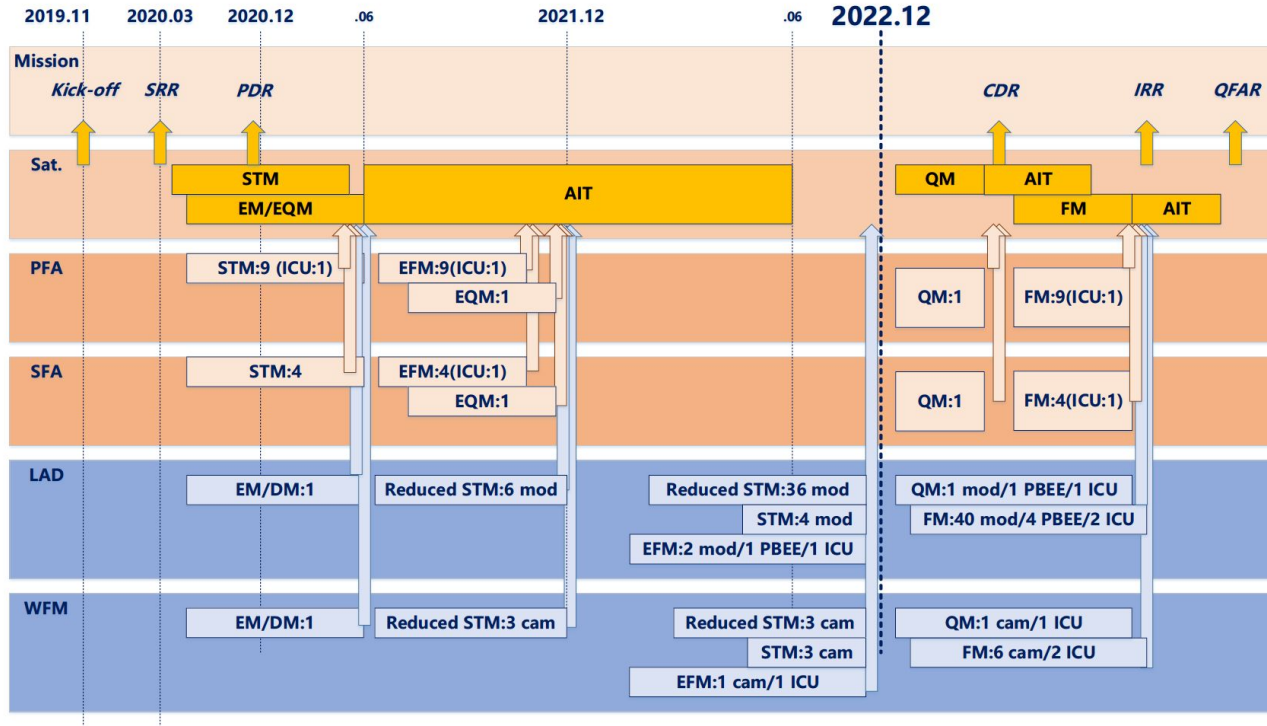 2019.11 2020.03 2020.12 .06 2021.12 .06 2022.12
Mission
Kick-off SRR PDR CDR IRR QFAR
Sat.
STM QM AIT
AIT
EM/EQM FM AIT
PFA
STM:9 (ICU:1) EFM:9(ICU:1)
EQM:1 QM:1 FM:9(ICU:1)
SFA
STM:4 EFM:4(ICU:1)
EQM:1 QM:1 FM:4(ICU:1)
LAD
EM/DM:1 Reduced STM:6 mod Reduced STM:36 mod QM:1 mod/1 PBEE/1 ICU
STM:4 mod FM:40 mod/4 PBEE/2 ICU
EFM:2 mod/1 PBEE/1 ICU
WFM
EM/DM:1 Reduced STM:3 cam Reduced STM:3 cam QM:1 cam/1 ICU
STM:3 cam FM:6 cam/2 ICU
EFM:1 cam/1 ICU